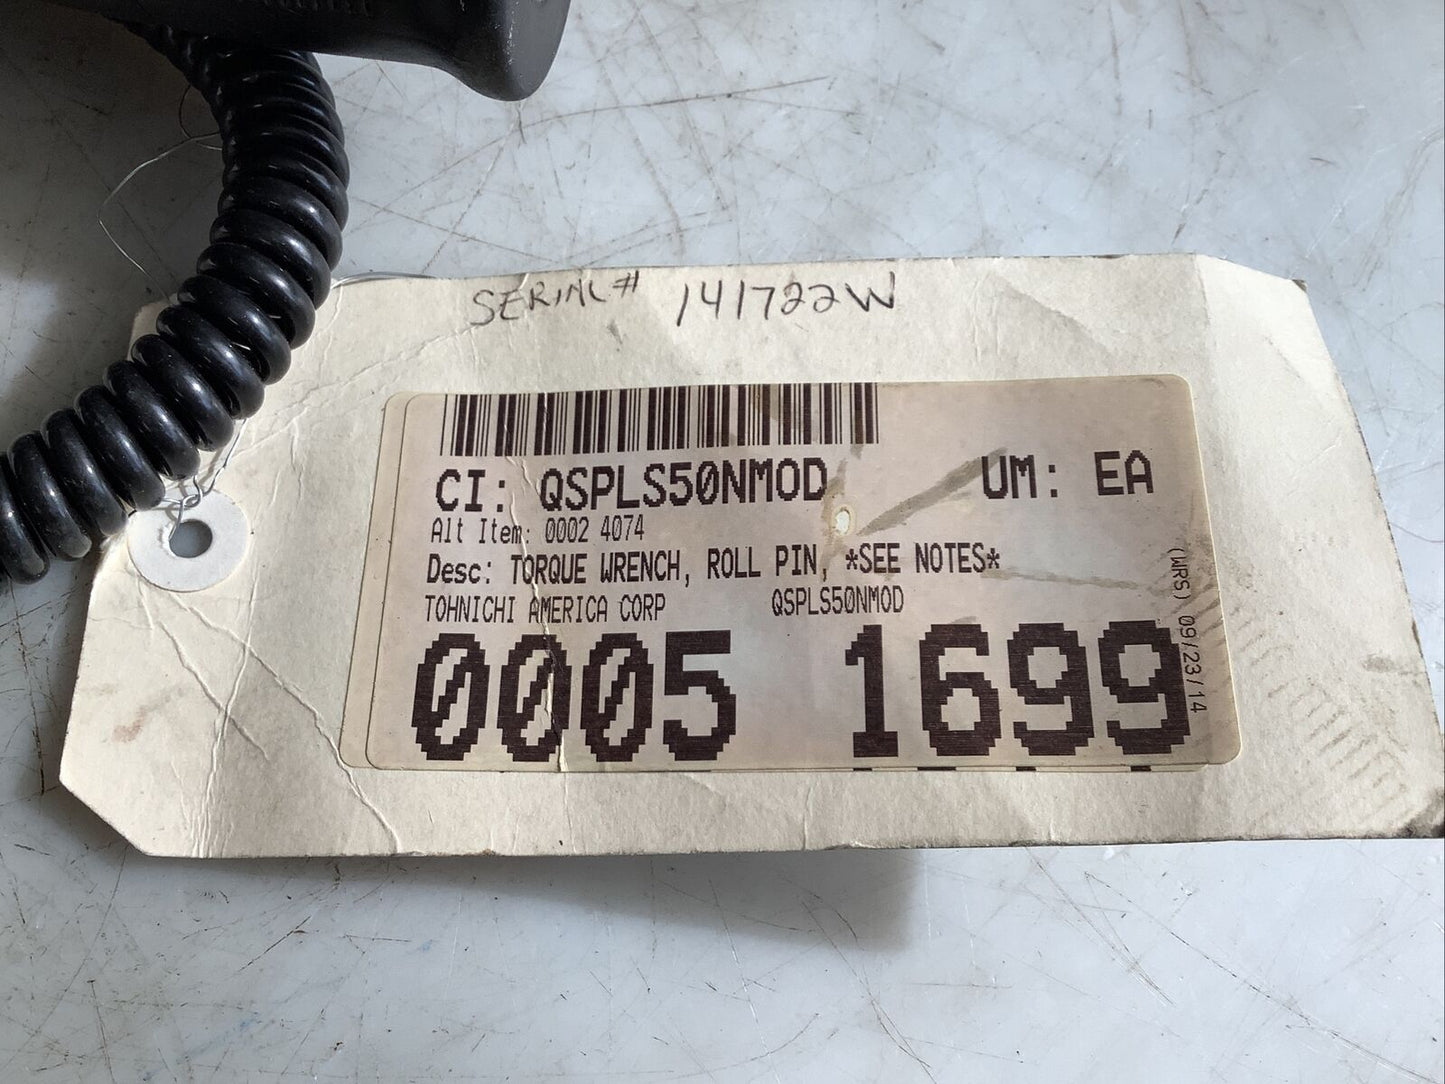 SERIAL# 141722W
CI: QSPLS50NMOD UM: EA
Alt Item: 0002 4074
Desc: TORQUE WRENCH, ROLL PIN, *SEE NOTES*
TOHNICHI AMERICA CORP QSPLS50NMOD
0005 1699
(WRS) 09/23/14